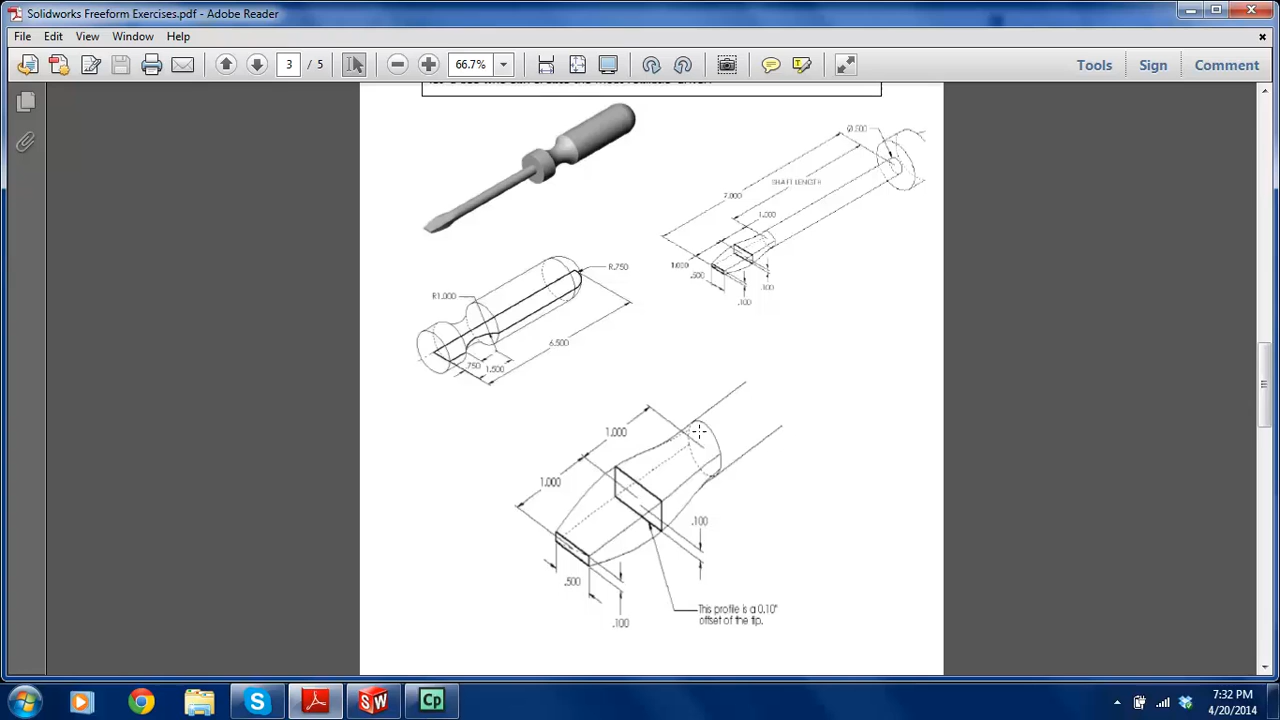 Solidworks Freeform Exercises.pdf - Adobe Reader
File Edit View Window Help
3 / 5 66.7% Tools Sign Comment
Ø.500
SHAFT LENGTH
7.000
1.000
1.000
.500
.100
.100
R.750
R1.000
6.500
.750 1.500
1.000
1.000
.100
.500
.100
This profile is a 0.10"
offset of the tip.
Cp
SW
7:32 PM
4/20/2014